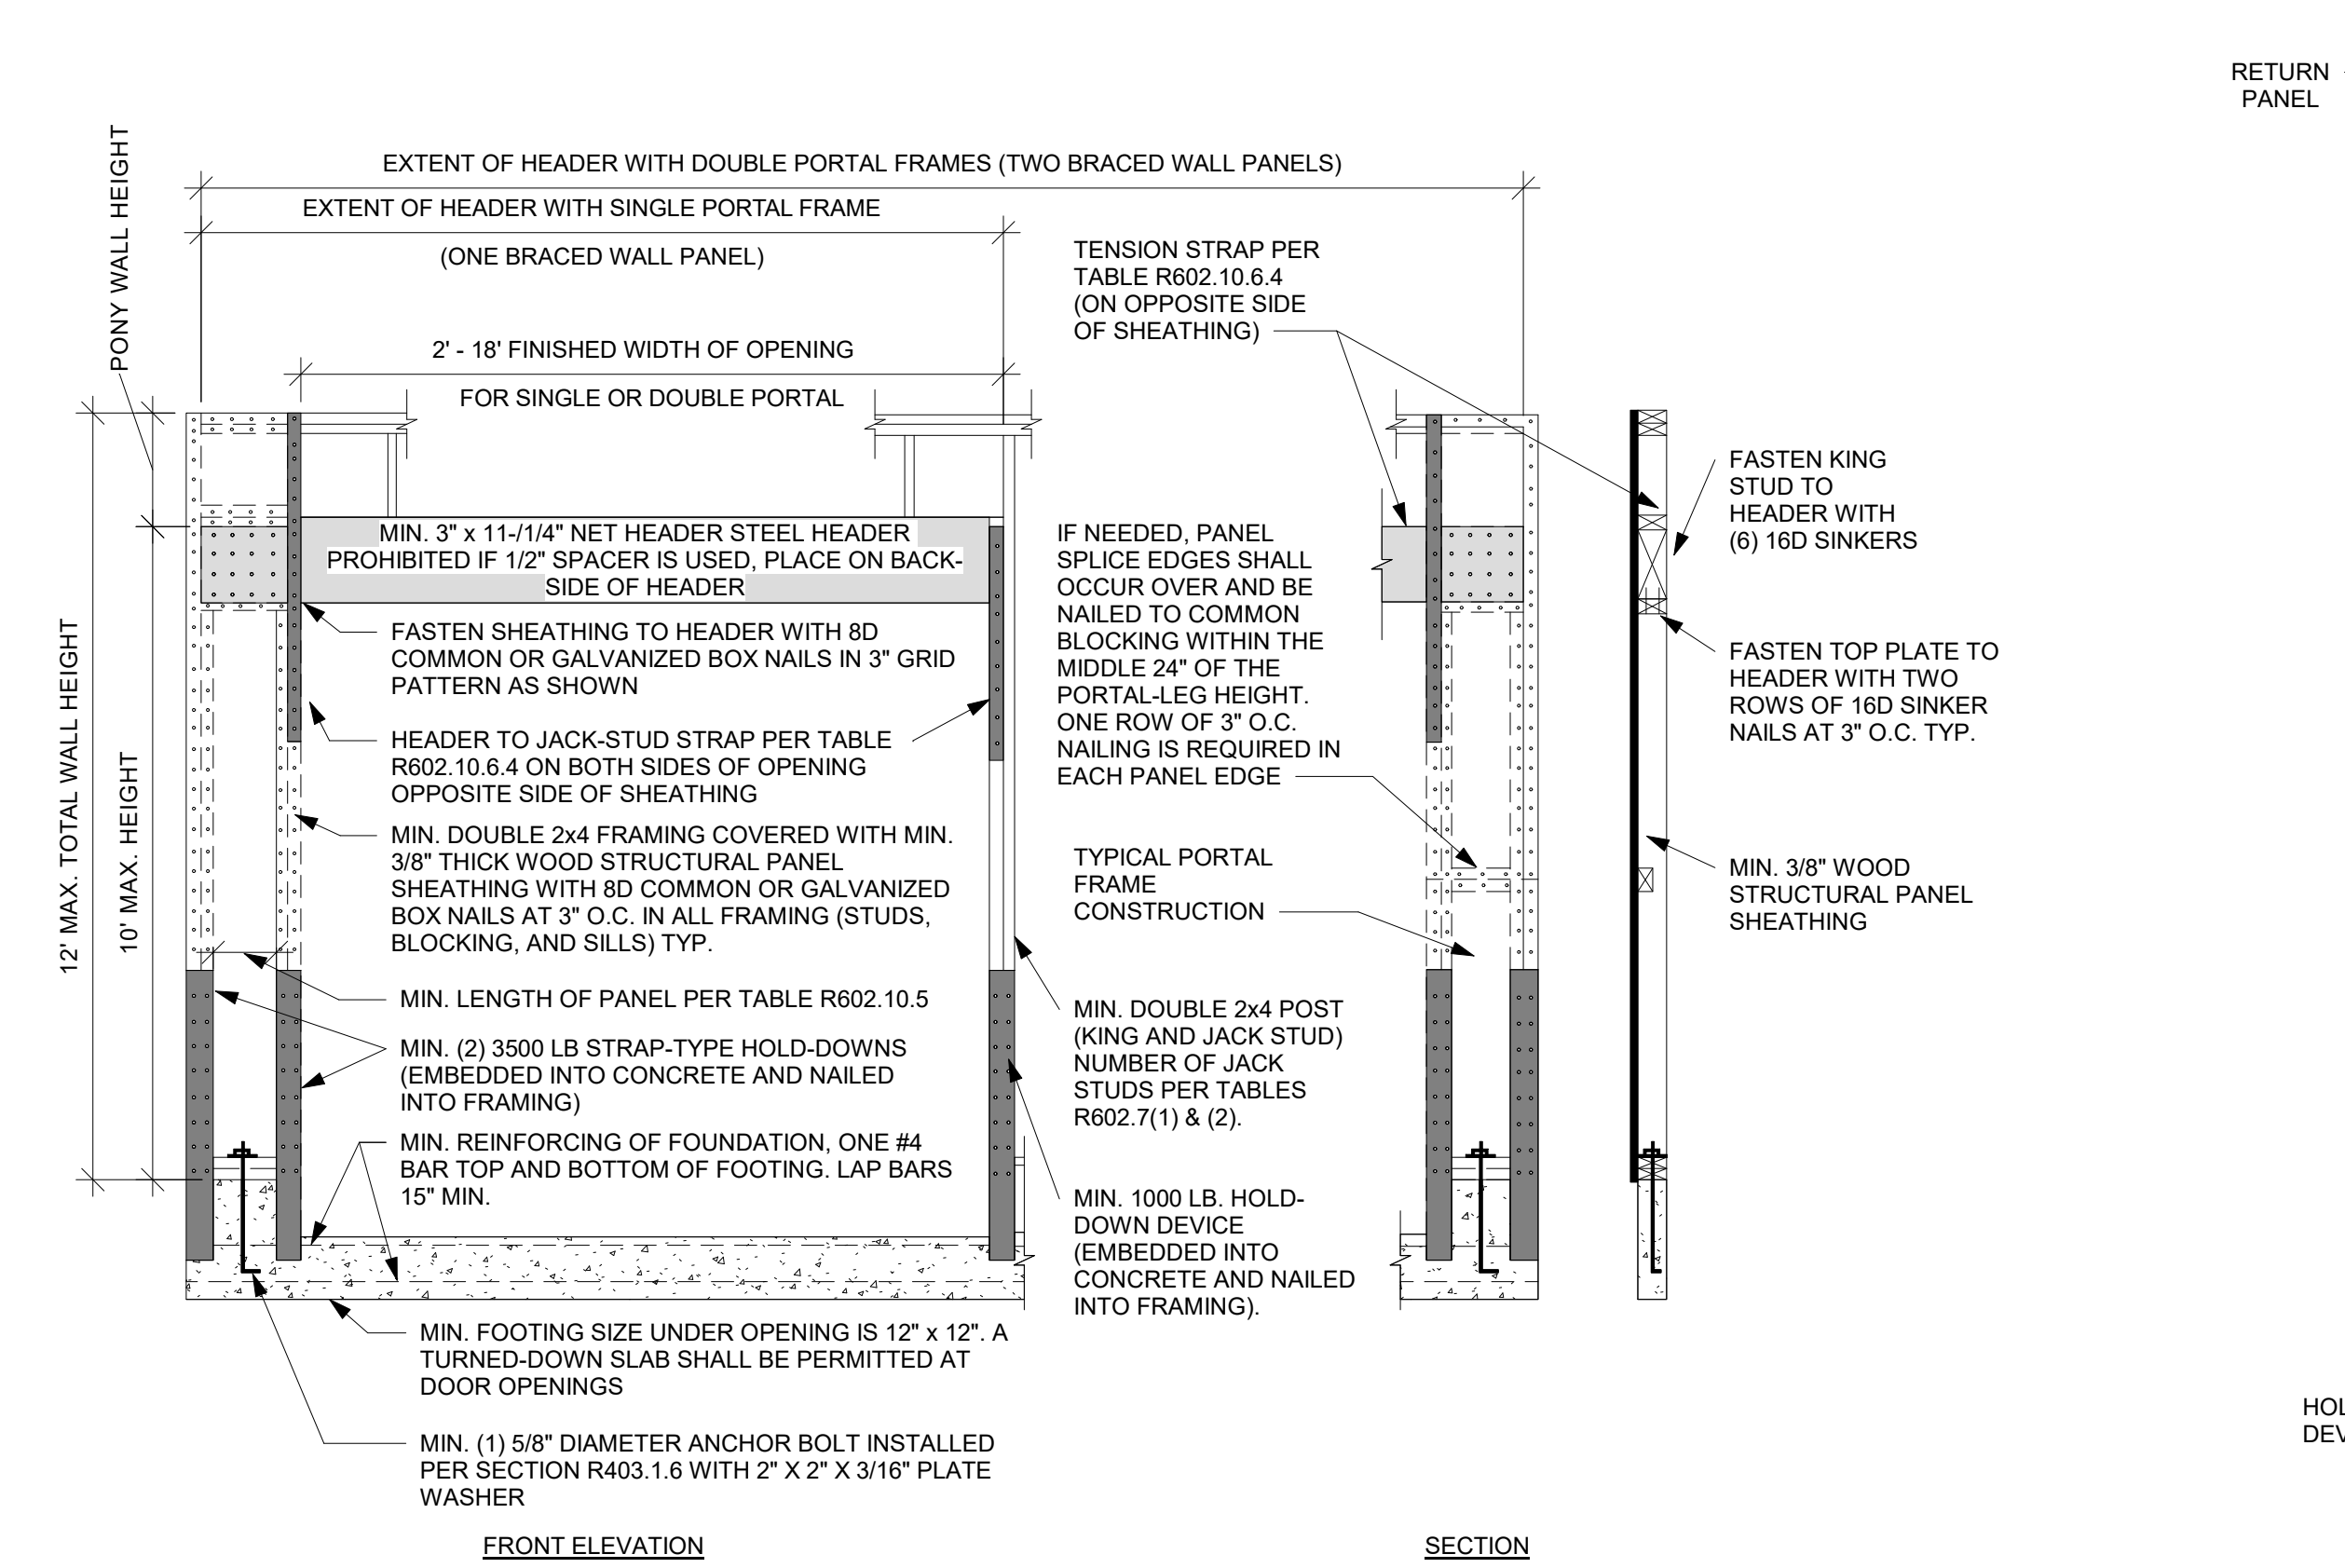 RETURN
PANEL
PONY WALL HEIGHT
EXTENT OF HEADER WITH DOUBLE PORTAL FRAMES (TWO BRACED WALL PANELS)
EXTENT OF HEADER WITH SINGLE PORTAL FRAME
(ONE BRACED WALL PANEL)
2' - 18' FINISHED WIDTH OF OPENING
FOR SINGLE OR DOUBLE PORTAL
12' MAX. TOTAL WALL HEIGHT
10' MAX. HEIGHT
MIN. 3" x 11-/1/4" NET HEADER STEEL HEADER
PROHIBITED IF 1/2" SPACER IS USED, PLACE ON BACK-
SIDE OF HEADER
FASTEN SHEATHING TO HEADER WITH 8D
COMMON OR GALVANIZED BOX NAILS IN 3" GRID
PATTERN AS SHOWN
HEADER TO JACK-STUD STRAP PER TABLE
R602.10.6.4 ON BOTH SIDES OF OPENING
OPPOSITE SIDE OF SHEATHING
MIN. DOUBLE 2x4 FRAMING COVERED WITH MIN.
3/8" THICK WOOD STRUCTURAL PANEL
SHEATHING WITH 8D COMMON OR GALVANIZED
BOX NAILS AT 3" O.C. IN ALL FRAMING (STUDS,
BLOCKING, AND SILLS) TYP.
MIN. LENGTH OF PANEL PER TABLE R602.10.5
MIN. (2) 3500 LB STRAP-TYPE HOLD-DOWNS
(EMBEDDED INTO CONCRETE AND NAILED
INTO FRAMING)
MIN. REINFORCING OF FOUNDATION, ONE #4
BAR TOP AND BOTTOM OF FOOTING. LAP BARS
15" MIN.
MIN. FOOTING SIZE UNDER OPENING IS 12" x 12". A
TURNED-DOWN SLAB SHALL BE PERMITTED AT
DOOR OPENINGS
MIN. (1) 5/8" DIAMETER ANCHOR BOLT INSTALLED
PER SECTION R403.1.6 WITH 2" X 2" X 3/16" PLATE
WASHER
FRONT ELEVATION
TENSION STRAP PER
TABLE R602.10.6.4
(ON OPPOSITE SIDE
OF SHEATHING)
IF NEEDED, PANEL
SPLICE EDGES SHALL
OCCUR OVER AND BE
NAILED TO COMMON
BLOCKING WITHIN THE
MIDDLE 24" OF THE
PORTAL-LEG HEIGHT.
ONE ROW OF 3" O.C.
NAILING IS REQUIRED IN
EACH PANEL EDGE
TYPICAL PORTAL
FRAME
CONSTRUCTION
MIN. DOUBLE 2x4 POST
(KING AND JACK STUD)
NUMBER OF JACK
STUDS PER TABLES
R602.7(1) & (2).
MIN. 1000 LB. HOLD-
DOWN DEVICE
(EMBEDDED INTO
CONCRETE AND NAILED
INTO FRAMING).
FASTEN KING
STUD TO
HEADER WITH
(6) 16D SINKERS
FASTEN TOP PLATE TO
HEADER WITH TWO
ROWS OF 16D SINKER
NAILS AT 3" O.C. TYP.
MIN. 3/8" WOOD
STRUCTURAL PANEL
SHEATHING
SECTION